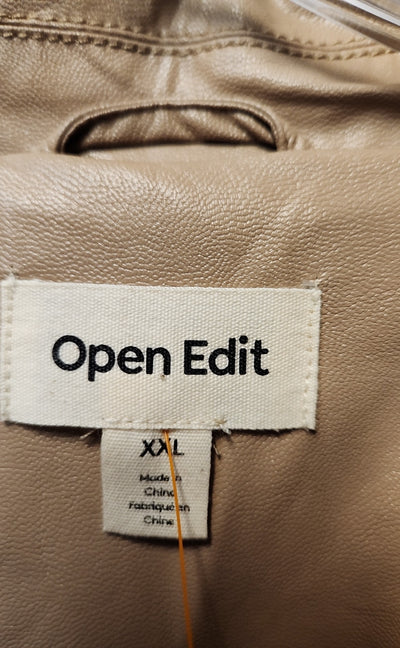 Open Edit
XXL
Made in
China
Fabriqué en
Chine